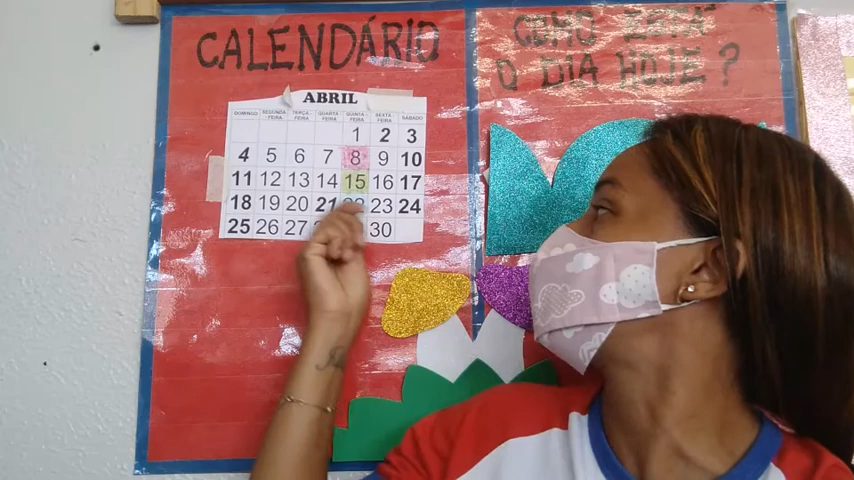 CALENDÁRIO
COMO ESTÁ
O DIA HOJE?
ABRIL
DOMINGO SEGUNDA-FEIRA TERÇA-FEIRA QUARTA-FEIRA QUINTA-FEIRA SEXTA-FEIRA SÁBADO
1 2 3
4 5 6 7 8 9 10
11 12 13 14 15 16 17
18 19 20 21 22 23 24
25 26 27 30